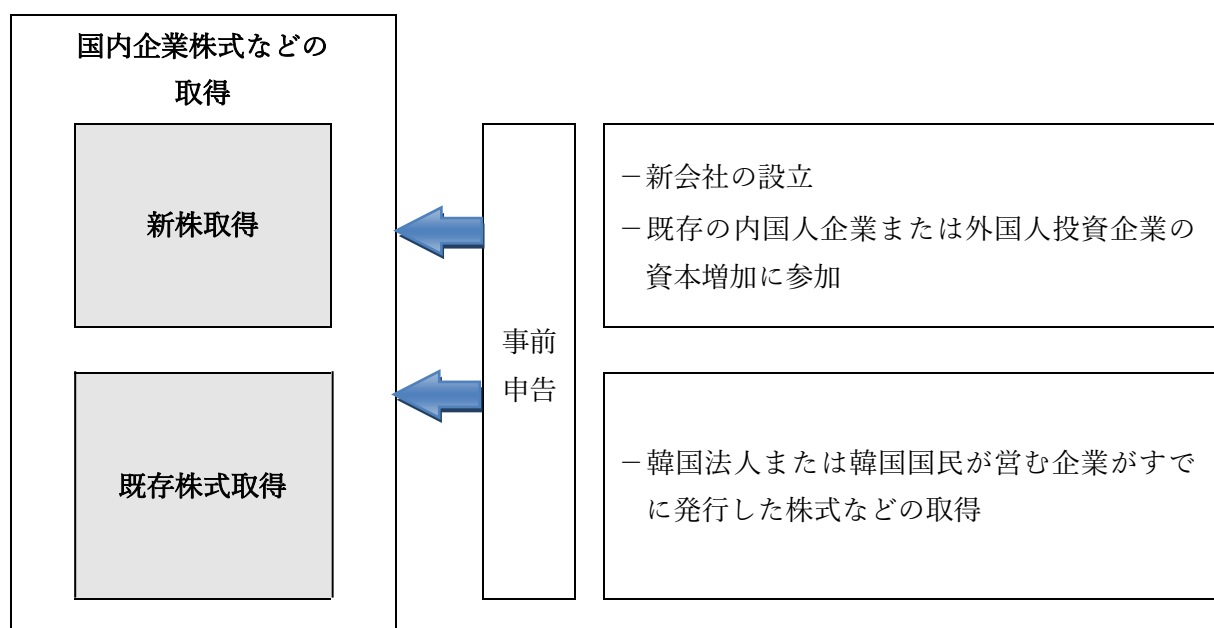 国内企業株式などの
取得
新株取得
既存株式取得
事前
申告
－新会社の設立
－既存の内国人企業または外国人投資企業の
資本増加に参加
－韓国法人または韓国国民が営む企業がすで
に発行した株式などの取得